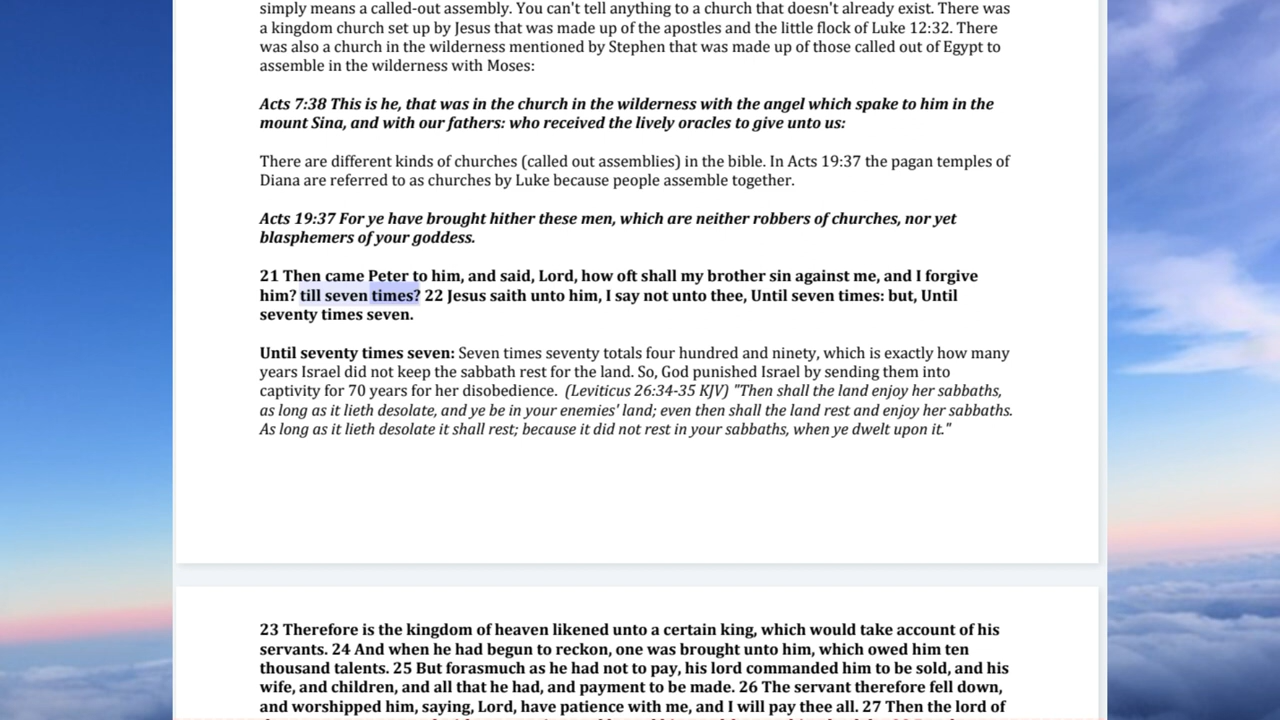 simply means a called-out assembly. You can't tell anything to a church that doesn't already exist. There was
a kingdom church set up by Jesus that was made up of the apostles and the little flock of Luke 12:32. There
was also a church in the wilderness mentioned by Stephen that was made up of those called out of Egypt to
assemble in the wilderness with Moses:
Acts 7:38 This is he, that was in the church in the wilderness with the angel which spake to him in the
mount Sina, and with our fathers: who received the lively oracles to give unto us:
There are different kinds of churches (called out assemblies) in the bible. In Acts 19:37 the pagan temples of
Diana are referred to as churches by Luke because people assemble together.
Acts 19:37 For ye have brought hither these men, which are neither robbers of churches, nor yet
blasphemers of your goddess.
21 Then came Peter to him, and said, Lord, how oft shall my brother sin against me, and I forgive
him? till seven times? 22 Jesus saith unto him, I say not unto thee, Until seven times: but, Until
seventy times seven.
Until seventy times seven: Seven times seventy totals four hundred and ninety, which is exactly how many
years Israel did not keep the sabbath rest for the land. So, God punished Israel by sending them into
captivity for 70 years for her disobedience. (Leviticus 26:34-35 KJV) "Then shall the land enjoy her sabbaths,
as long as it lieth desolate, and ye be in your enemies' land; even then shall the land rest and enjoy her sabbaths.
As long as it lieth desolate it shall rest; because it did not rest in your sabbaths, when ye dwelt upon it."
23 Therefore is the kingdom of heaven likened unto a certain king, which would take account of his
servants. 24 And when he had begun to reckon, one was brought unto him, which owed him ten
thousand talents. 25 But forasmuch as he had not to pay, his lord commanded him to be sold, and his
wife, and children, and all that he had, and payment to be made. 26 The servant therefore fell down,
and worshipped him, saying, Lord, have patience with me, and I will pay thee all. 27 Then the lord of